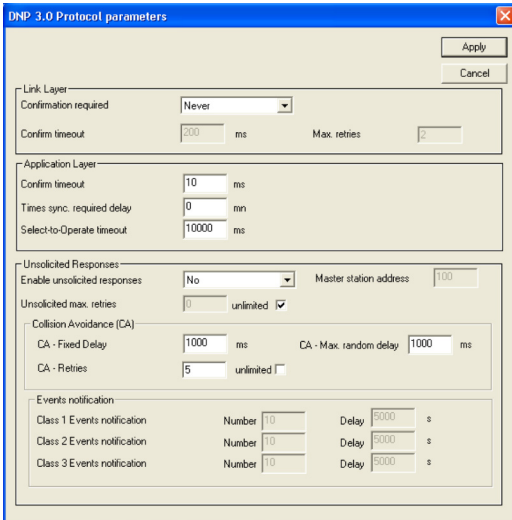 DNP 3.0 Protocol parameters
Apply
Cancel
Link Layer
Confirmation required Never
Confirm timeout 200 ms Max. retries 2
Application Layer
Confirm timeout 10 ms
Times sync. required delay 0 mn
Select-to-Operate timeout 10000 ms
Unsolicited Responses
Enable unsolicited responses No Master station address 100
Unsolicited max. retries 0 unlimited
Collision Avoidance (CA)
CA - Fixed Delay 1000 ms CA - Max. random delay 1000 ms
CA - Retries 5 unlimited
Events notification
Class 1 Events notification Number 10 Delay 5000 s
Class 2 Events notification Number 10 Delay 5000 s
Class 3 Events notification Number 10 Delay 5000 s